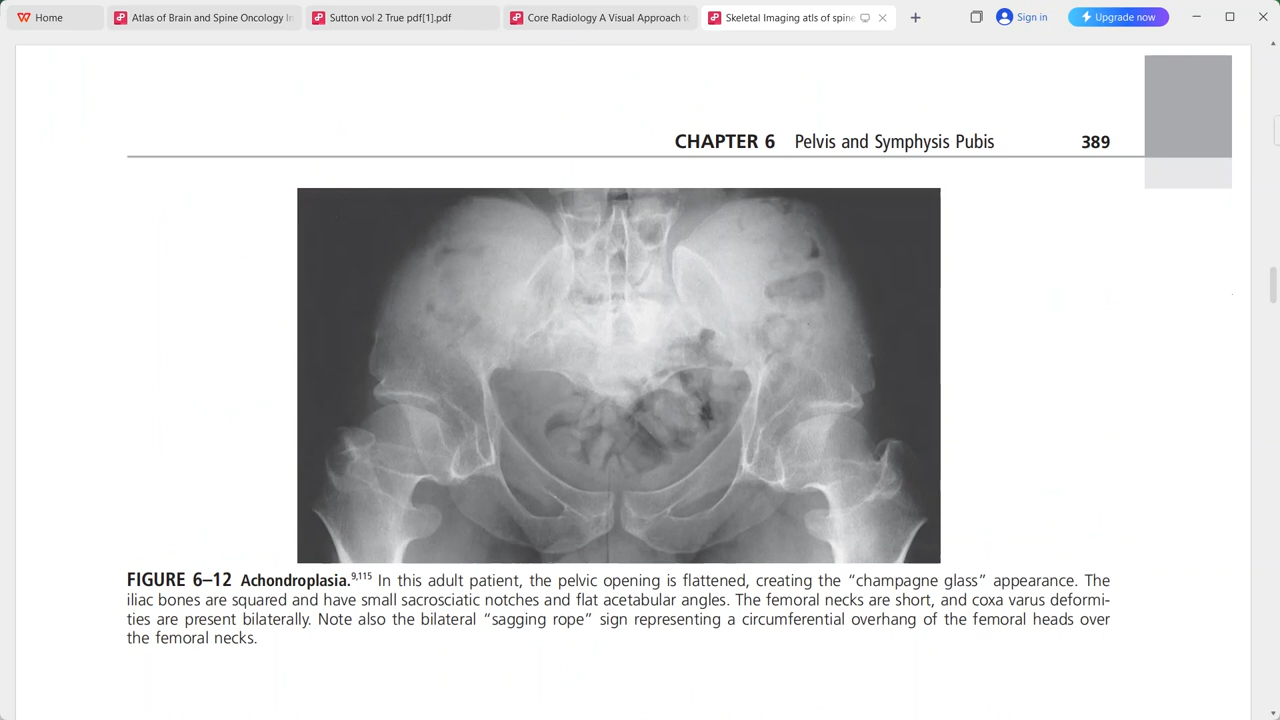 Home
Atlas of Brain and Spine Oncology I
Sutton vol 2 True pdf[1].pdf
Core Radiology A Visual Approach to
Skeletal Imaging atls of spine
Sign in
Upgrade now
CHAPTER 6 Pelvis and Symphysis Pubis 389
FIGURE 6–12 Achondroplasia.9,115 In this adult patient, the pelvic opening is flattened, creating the “champagne glass” appearance. The
iliac bones are squared and have small sacrosciatic notches and flat acetabular angles. The femoral necks are short, and coxa varus deformi-
ties are present bilaterally. Note also the bilateral “sagging rope” sign representing a circumferential overhang of the femoral heads over
the femoral necks.